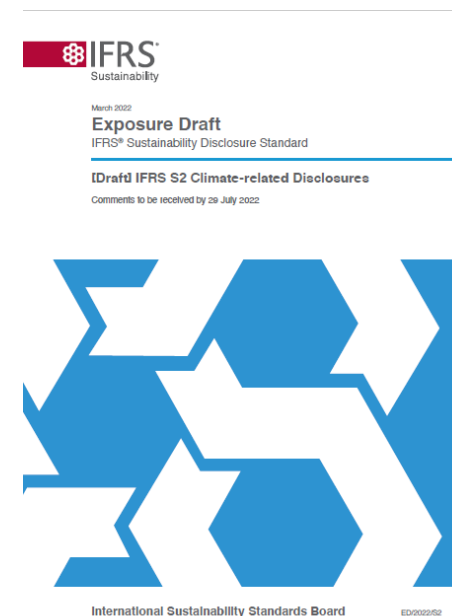 IFRS®
Sustainability
March 2022
Exposure Draft
IFRS® Sustainability Disclosure Standard
[Draft] IFRS S2 Climate-related Disclosures
Comments to be received by 29 July 2022
International Sustainability Standards Board
ED/2022/S2